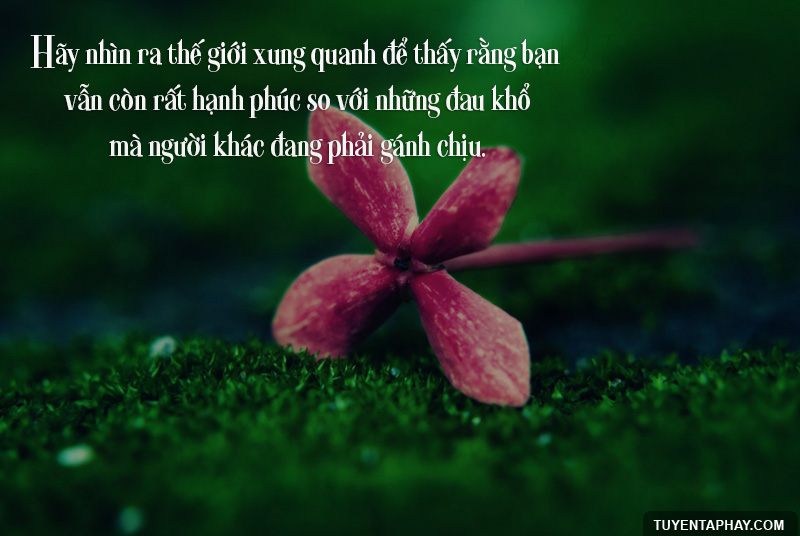 Hãy nhìn ra thế giới xung quanh để thấy rằng bạn
vẫn còn rất hạnh phúc so với những đau khổ
mà người khác đang phải gánh chịu.
TUYENTAPHAY.COM